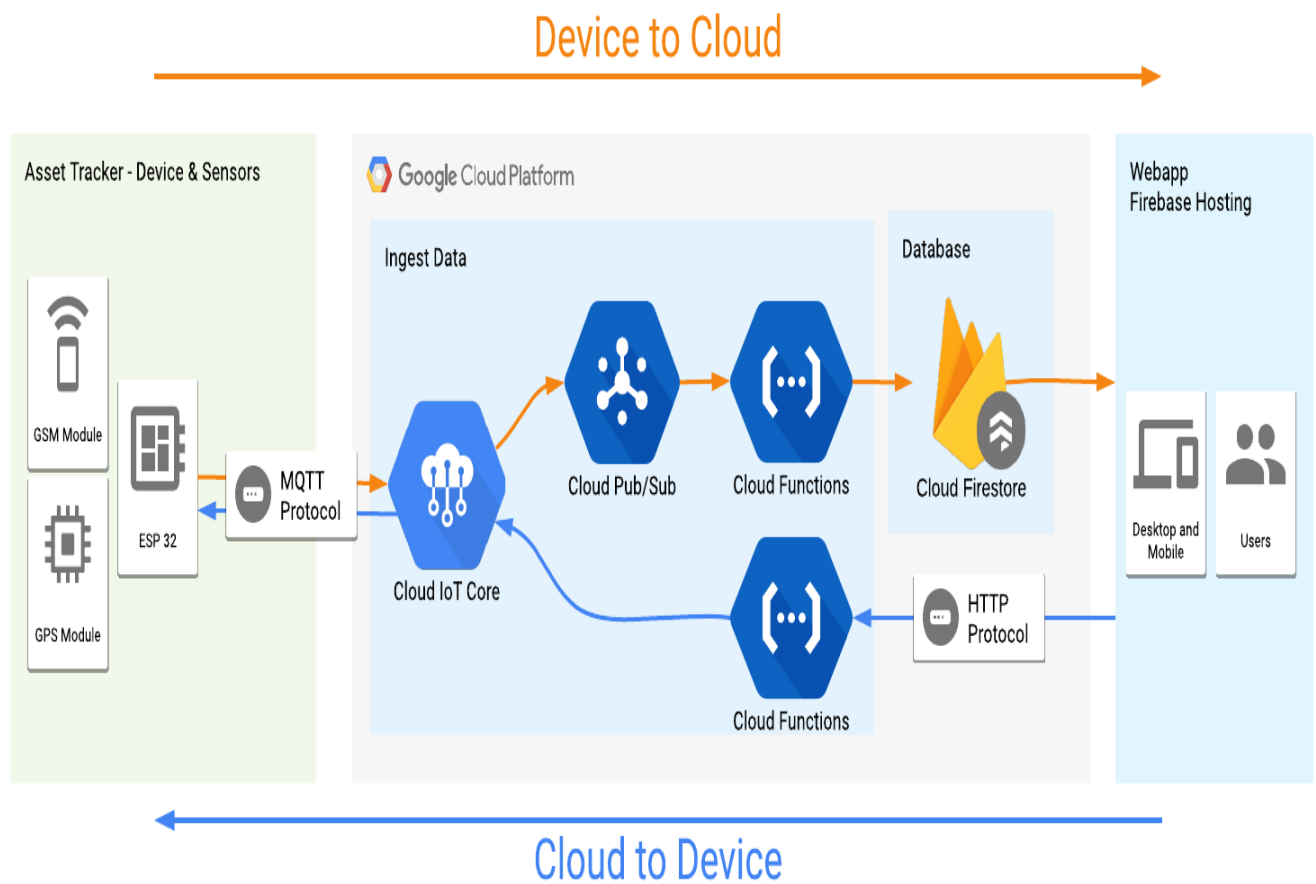 Device to Cloud
Asset Tracker - Device & Sensors
GSM Module
GPS Module
ESP 32
MQTT
Protocol
Google Cloud Platform
Ingest Data
Cloud IoT Core
Cloud Pub/Sub
Cloud Functions
Cloud Functions
Database
Cloud Firestore
HTTP
Protocol
Webapp
Firebase Hosting
Desktop and
Mobile
Users
Cloud to Device